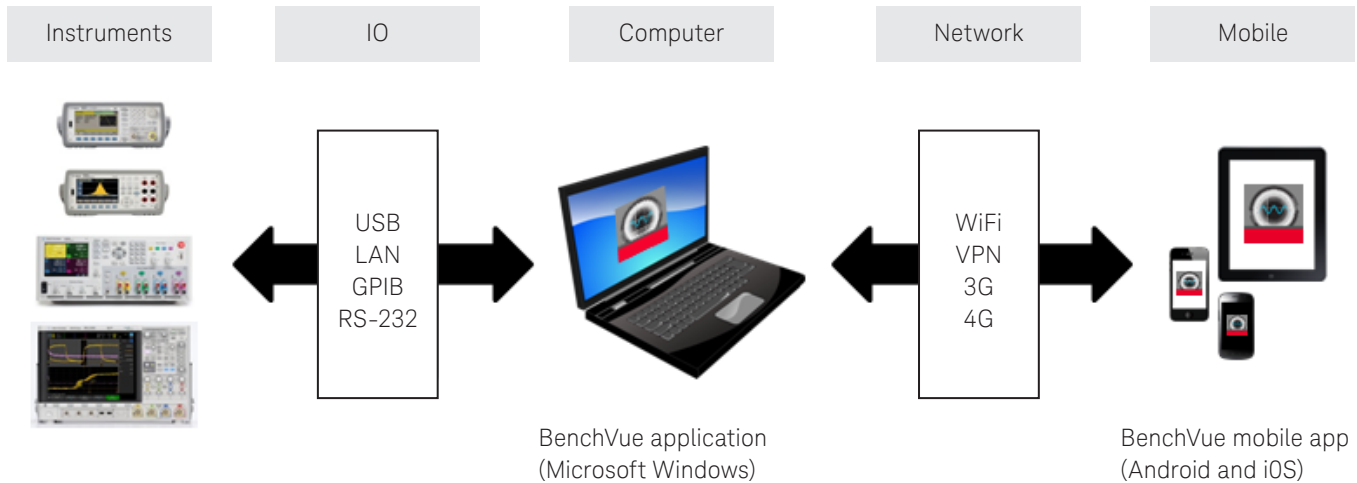 Instruments
IO
Computer
Network
Mobile
USB
LAN
GPIB
RS-232
WiFi
VPN
3G
4G
BenchVue application
(Microsoft Windows)
BenchVue mobile app
(Android and iOS)